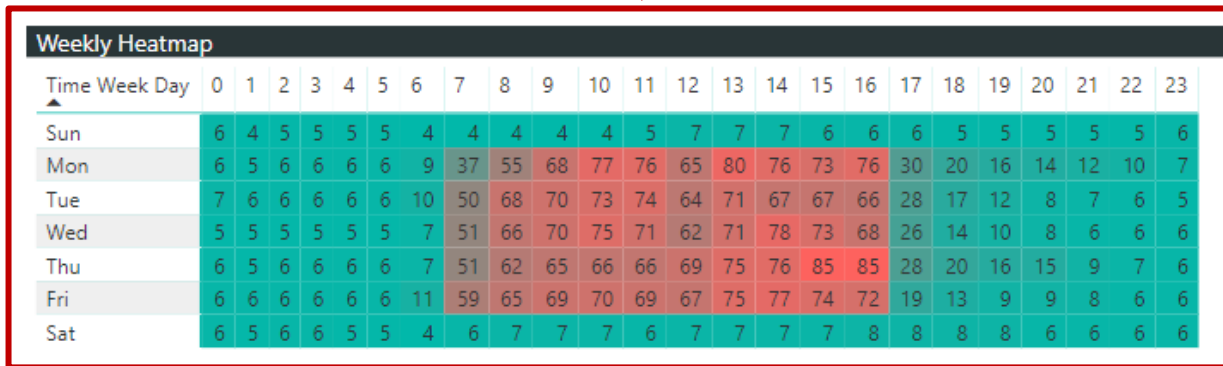 Weekly Heatmap
Time Week Day 0 1 2 3 4 5 6 7 8 9 10 11 12 13 14 15 16 17 18 19 20 21 22 23
Sun 6 4 5 5 5 5 4 4 4 4 4 5 7 7 7 6 6 6 5 5 5 5 5 6
Mon 6 5 6 6 6 6 9 37 55 68 77 76 65 80 76 73 76 30 20 16 14 12 10 7
Tue 7 6 6 6 6 6 10 50 68 70 73 74 64 71 67 67 66 28 17 12 8 7 6 5
Wed 5 5 5 5 5 5 7 51 66 70 75 71 62 71 78 73 68 26 14 10 8 6 6 6
Thu 6 5 6 6 6 6 7 51 62 65 66 66 69 75 76 85 85 28 20 16 15 9 7 6
Fri 6 6 6 6 6 6 11 59 65 69 70 69 67 75 77 74 72 19 13 9 9 8 6 6
Sat 6 5 6 6 5 5 4 6 7 7 7 6 7 7 7 7 8 8 8 8 6 6 6 6